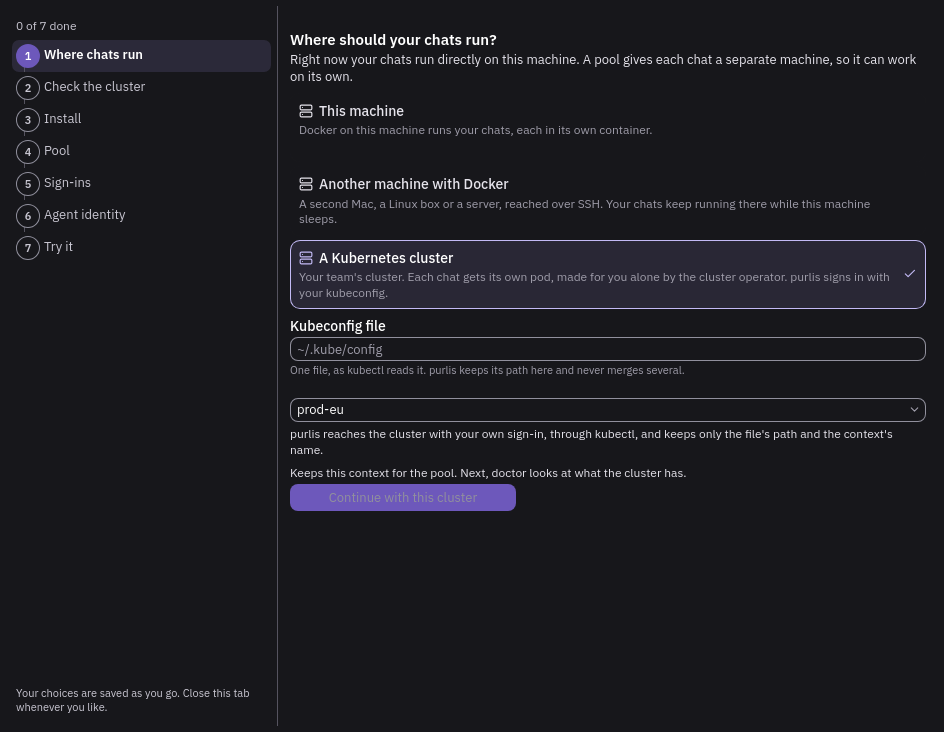 0 of 7 done
1 Where chats run
2 Check the cluster
3 Install
4 Pool
5 Sign-ins
6 Agent identity
7 Try it
Your choices are saved as you go. Close this tab
whenever you like.
Where should your chats run?
Right now your chats run directly on this machine. A pool gives each chat a separate machine, so it can work
on its own.
This machine
Docker on this machine runs your chats, each in its own container.
Another machine with Docker
A second Mac, a Linux box or a server, reached over SSH. Your chats keep running there while this machine
sleeps.
A Kubernetes cluster
Your team's cluster. Each chat gets its own pod, made for you alone by the cluster operator. purlis signs in with
your kubeconfig.
Kubeconfig file
~/.kube/config
One file, as kubectl reads it. purlis keeps its path here and never merges several.
prod-eu
purlis reaches the cluster with your own sign-in, through kubectl, and keeps only the file's path and the context's
name.
Keeps this context for the pool. Next, doctor looks at what the cluster has.
Continue with this cluster